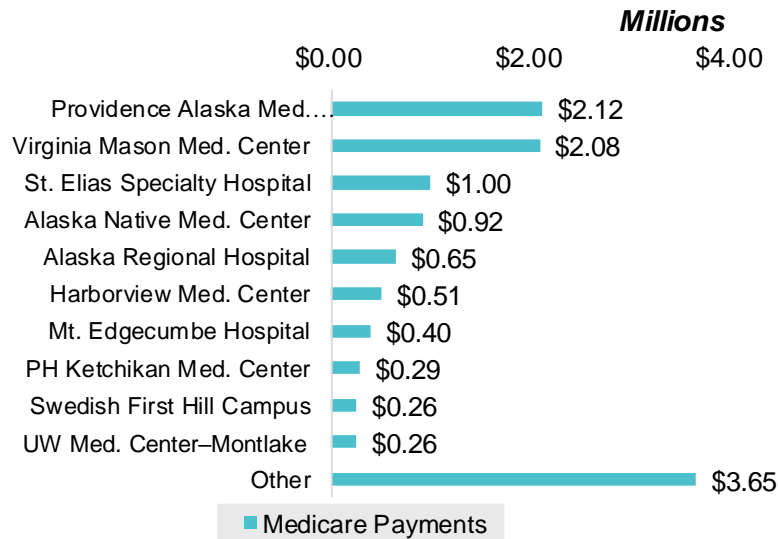 Millions
$0.00 $2.00 $4.00
Providence Alaska Med.… $2.12
Virginia Mason Med. Center $2.08
St. Elias Specialty Hospital $1.00
Alaska Native Med. Center $0.92
Alaska Regional Hospital $0.65
Harborview Med. Center $0.51
Mt. Edgecumbe Hospital $0.40
PH Ketchikan Med. Center $0.29
Swedish First Hill Campus $0.26
UW Med. Center–Montlake $0.26
Other $3.65
Medicare Payments